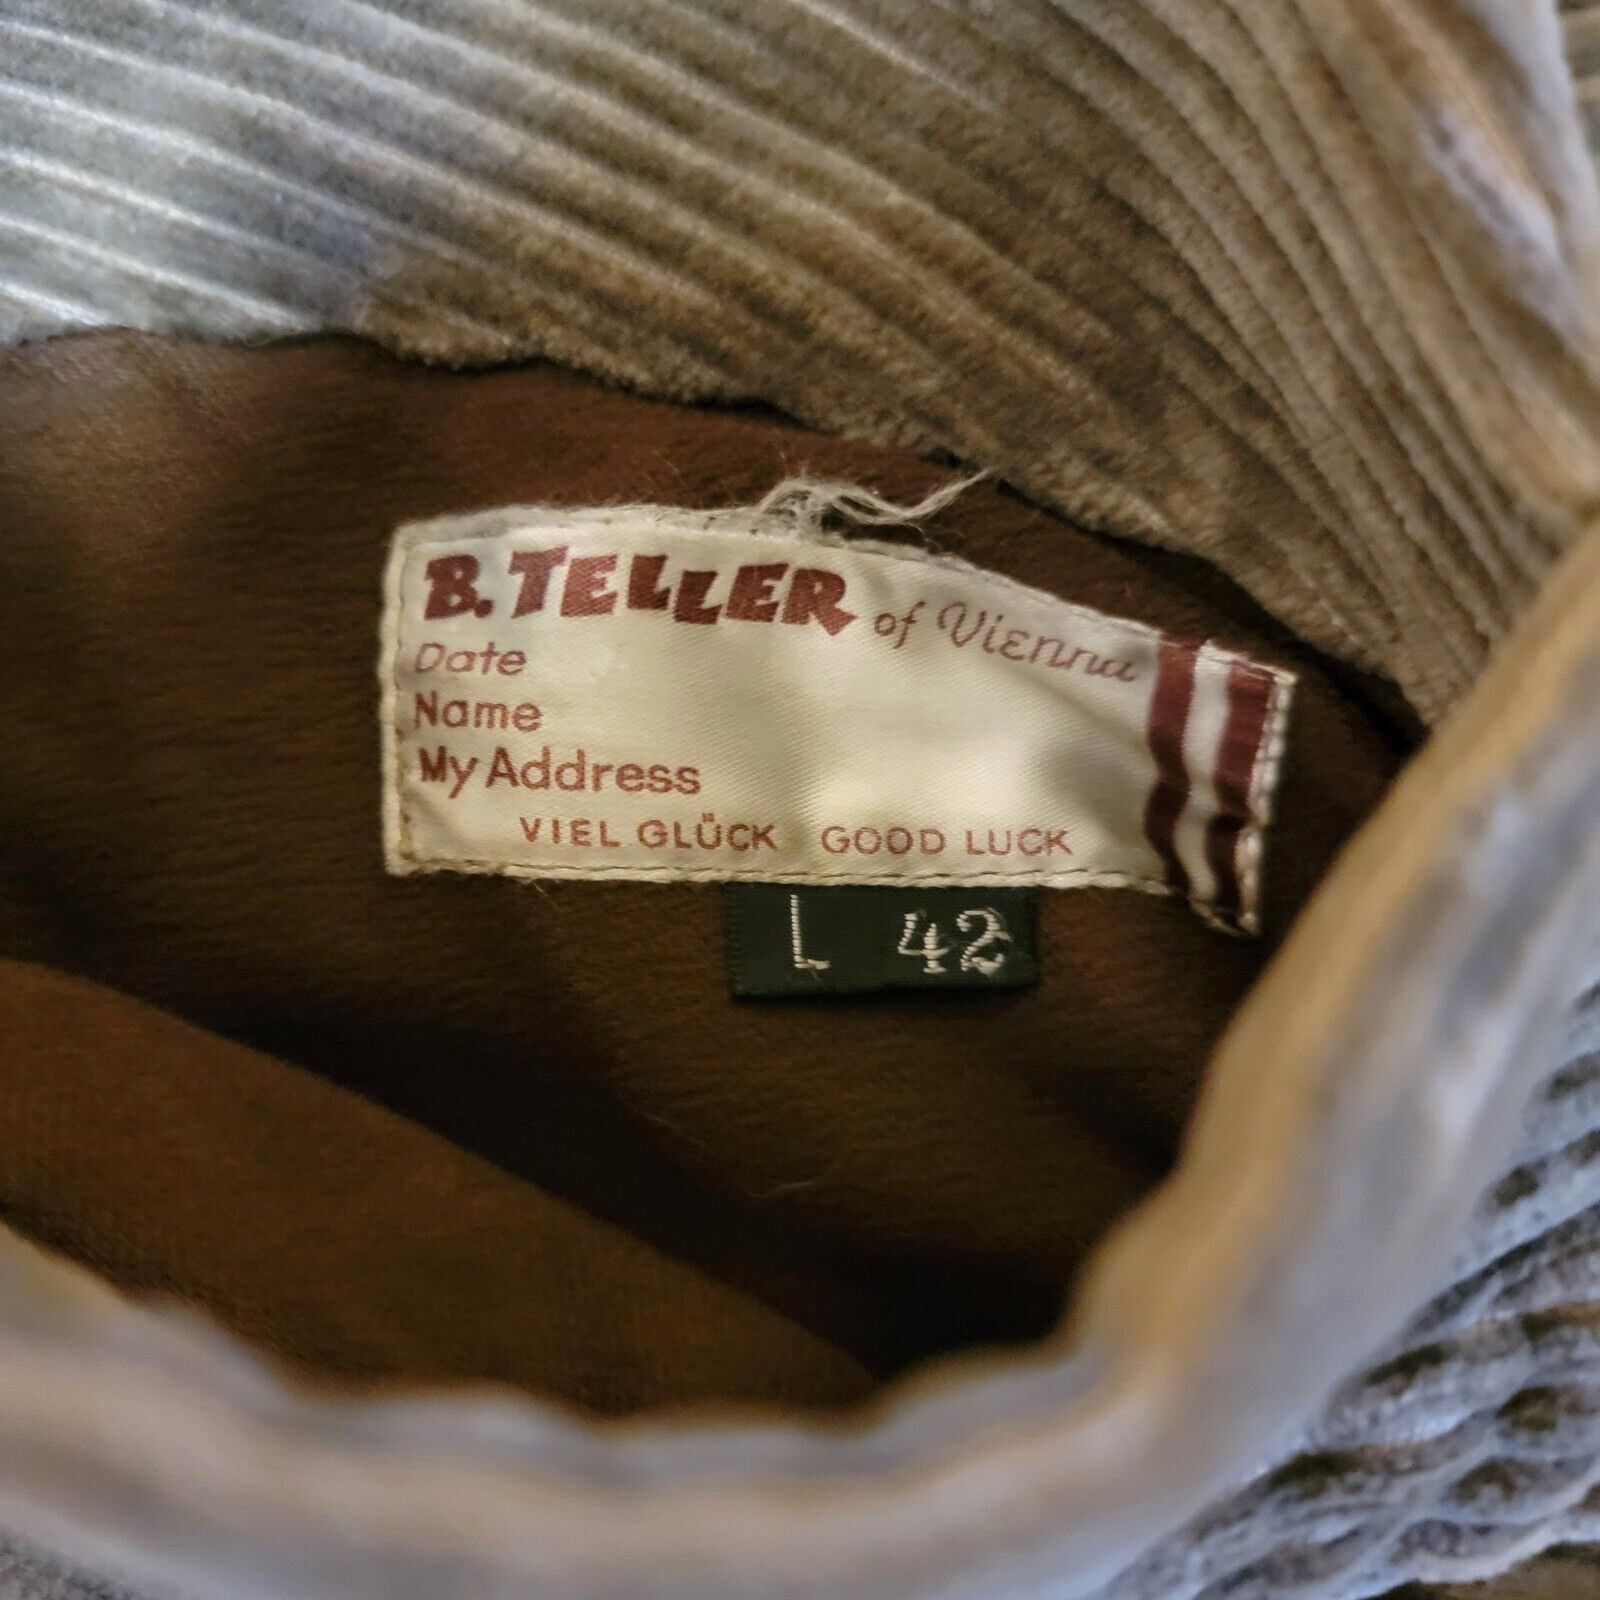 B. TELLER of Vienna
Date
Name
My Address
VIEL GLÜCK GOOD LUCK
L 42